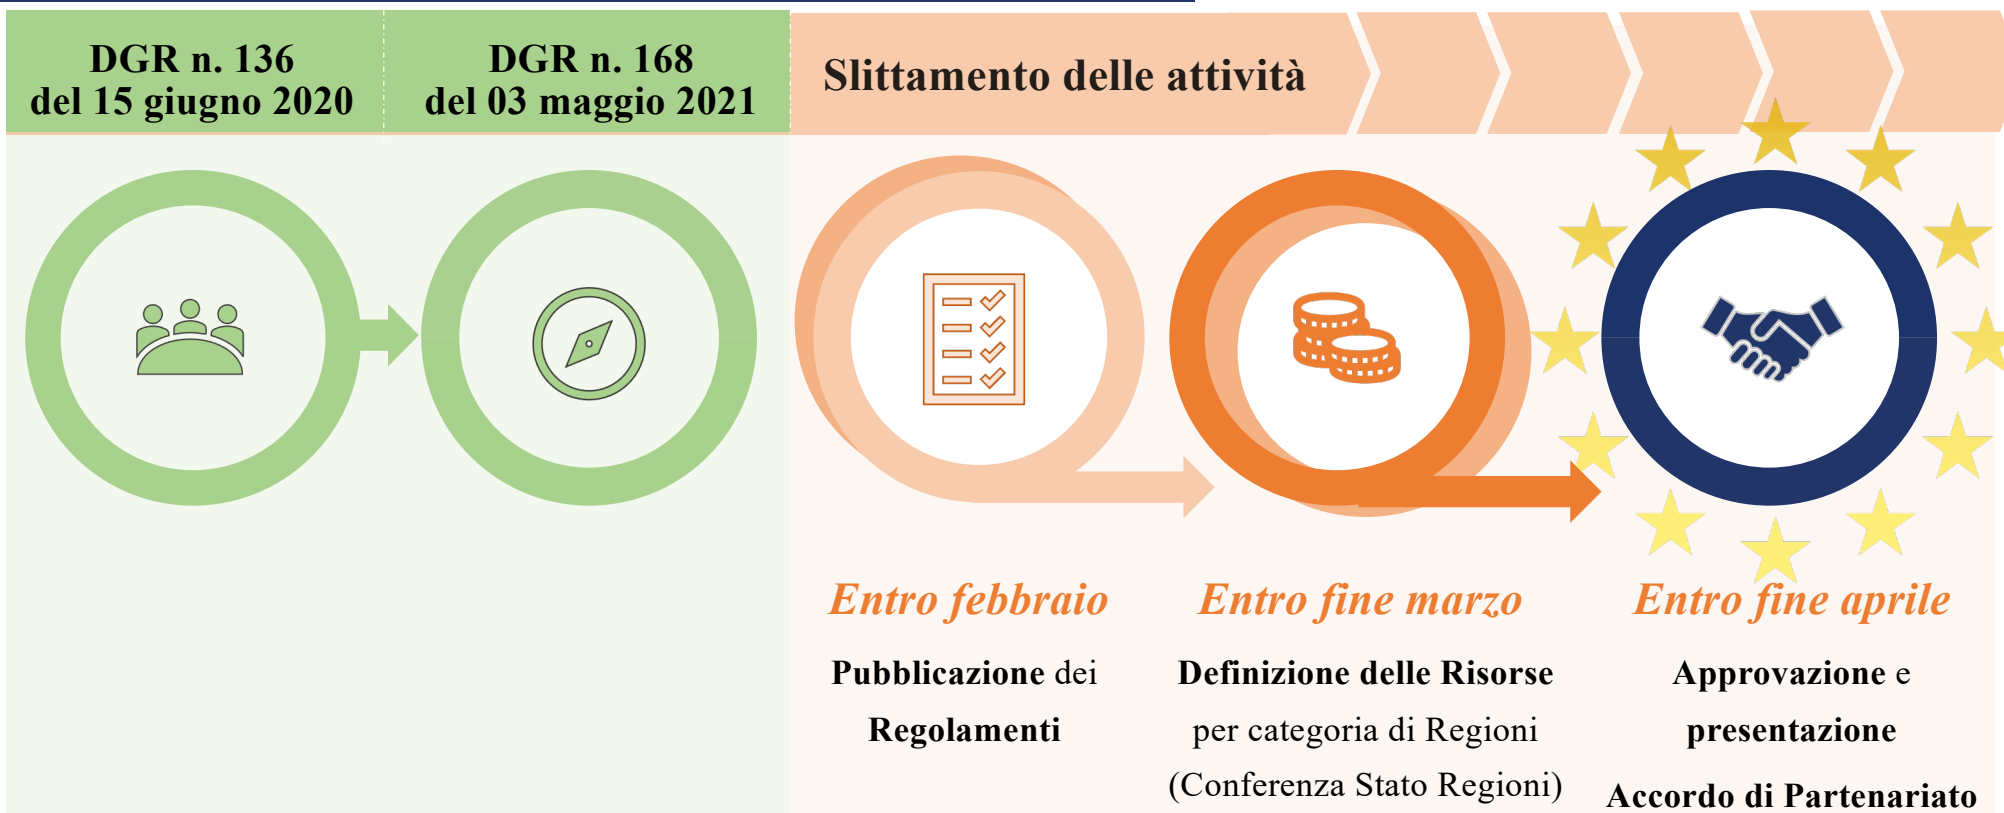 DGR n. 136
del 15 giugno 2020
DGR n. 168
del 03 maggio 2021
Slittamento delle attività
Entro febbraio
Pubblicazione dei
Regolamenti
Entro fine marzo
Definizione delle Risorse
per categoria di Regioni
(Conferenza Stato Regioni)
Entro fine aprile
Approvazione e
presentazione
Accordo di Partenariato